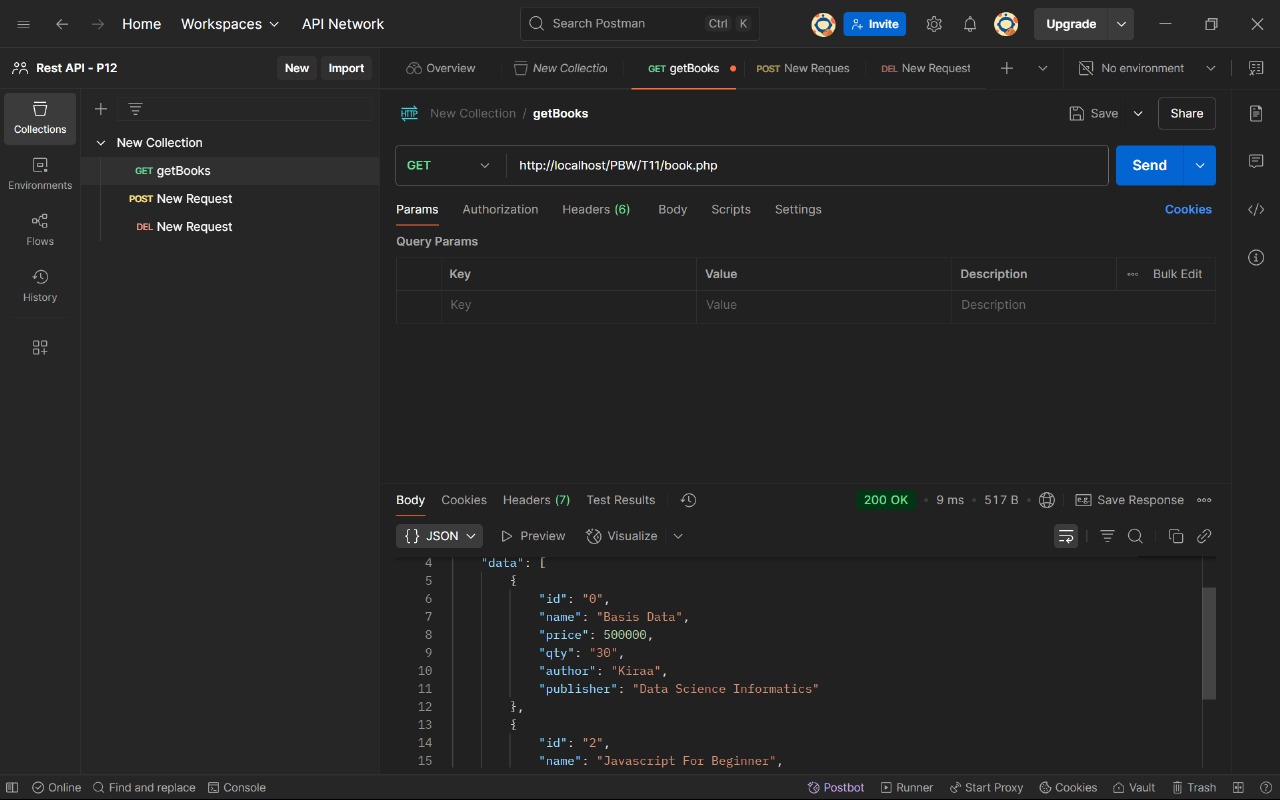 Home Workspaces API Network Search Postman Ctrl K Invite Upgrade
Rest API - P12 New Import Overview New Collection GET getBooks POST New Reques DEL New Request No environment
Collections
Environments
Flows
History
New Collection
GET getBooks
POST New Request
DEL New Request
HTTP New Collection / getBooks Save Share
GET http://localhost/PBW/T11/book.php Send
Params Authorization Headers (6) Body Scripts Settings Cookies
Query Params
Key Value Description Bulk Edit
Key Value Description
Body Cookies Headers (7) Test Results 200 OK • 9 ms • 517 B • e.g. Save Response
{} JSON Preview Visualize
4 "data": [
5 {
6 "id": "0",
7 "name": "Basis Data",
8 "price": 500000,
9 "qty": "30",
10 "author": "Kiraa",
11 "publisher": "Data Science Informatics"
12 },
13 {
14 "id": "2",
15 "name": "Javascript For Beginner",
Online Find and replace Console Postbot Runner Start Proxy Cookies Vault Trash